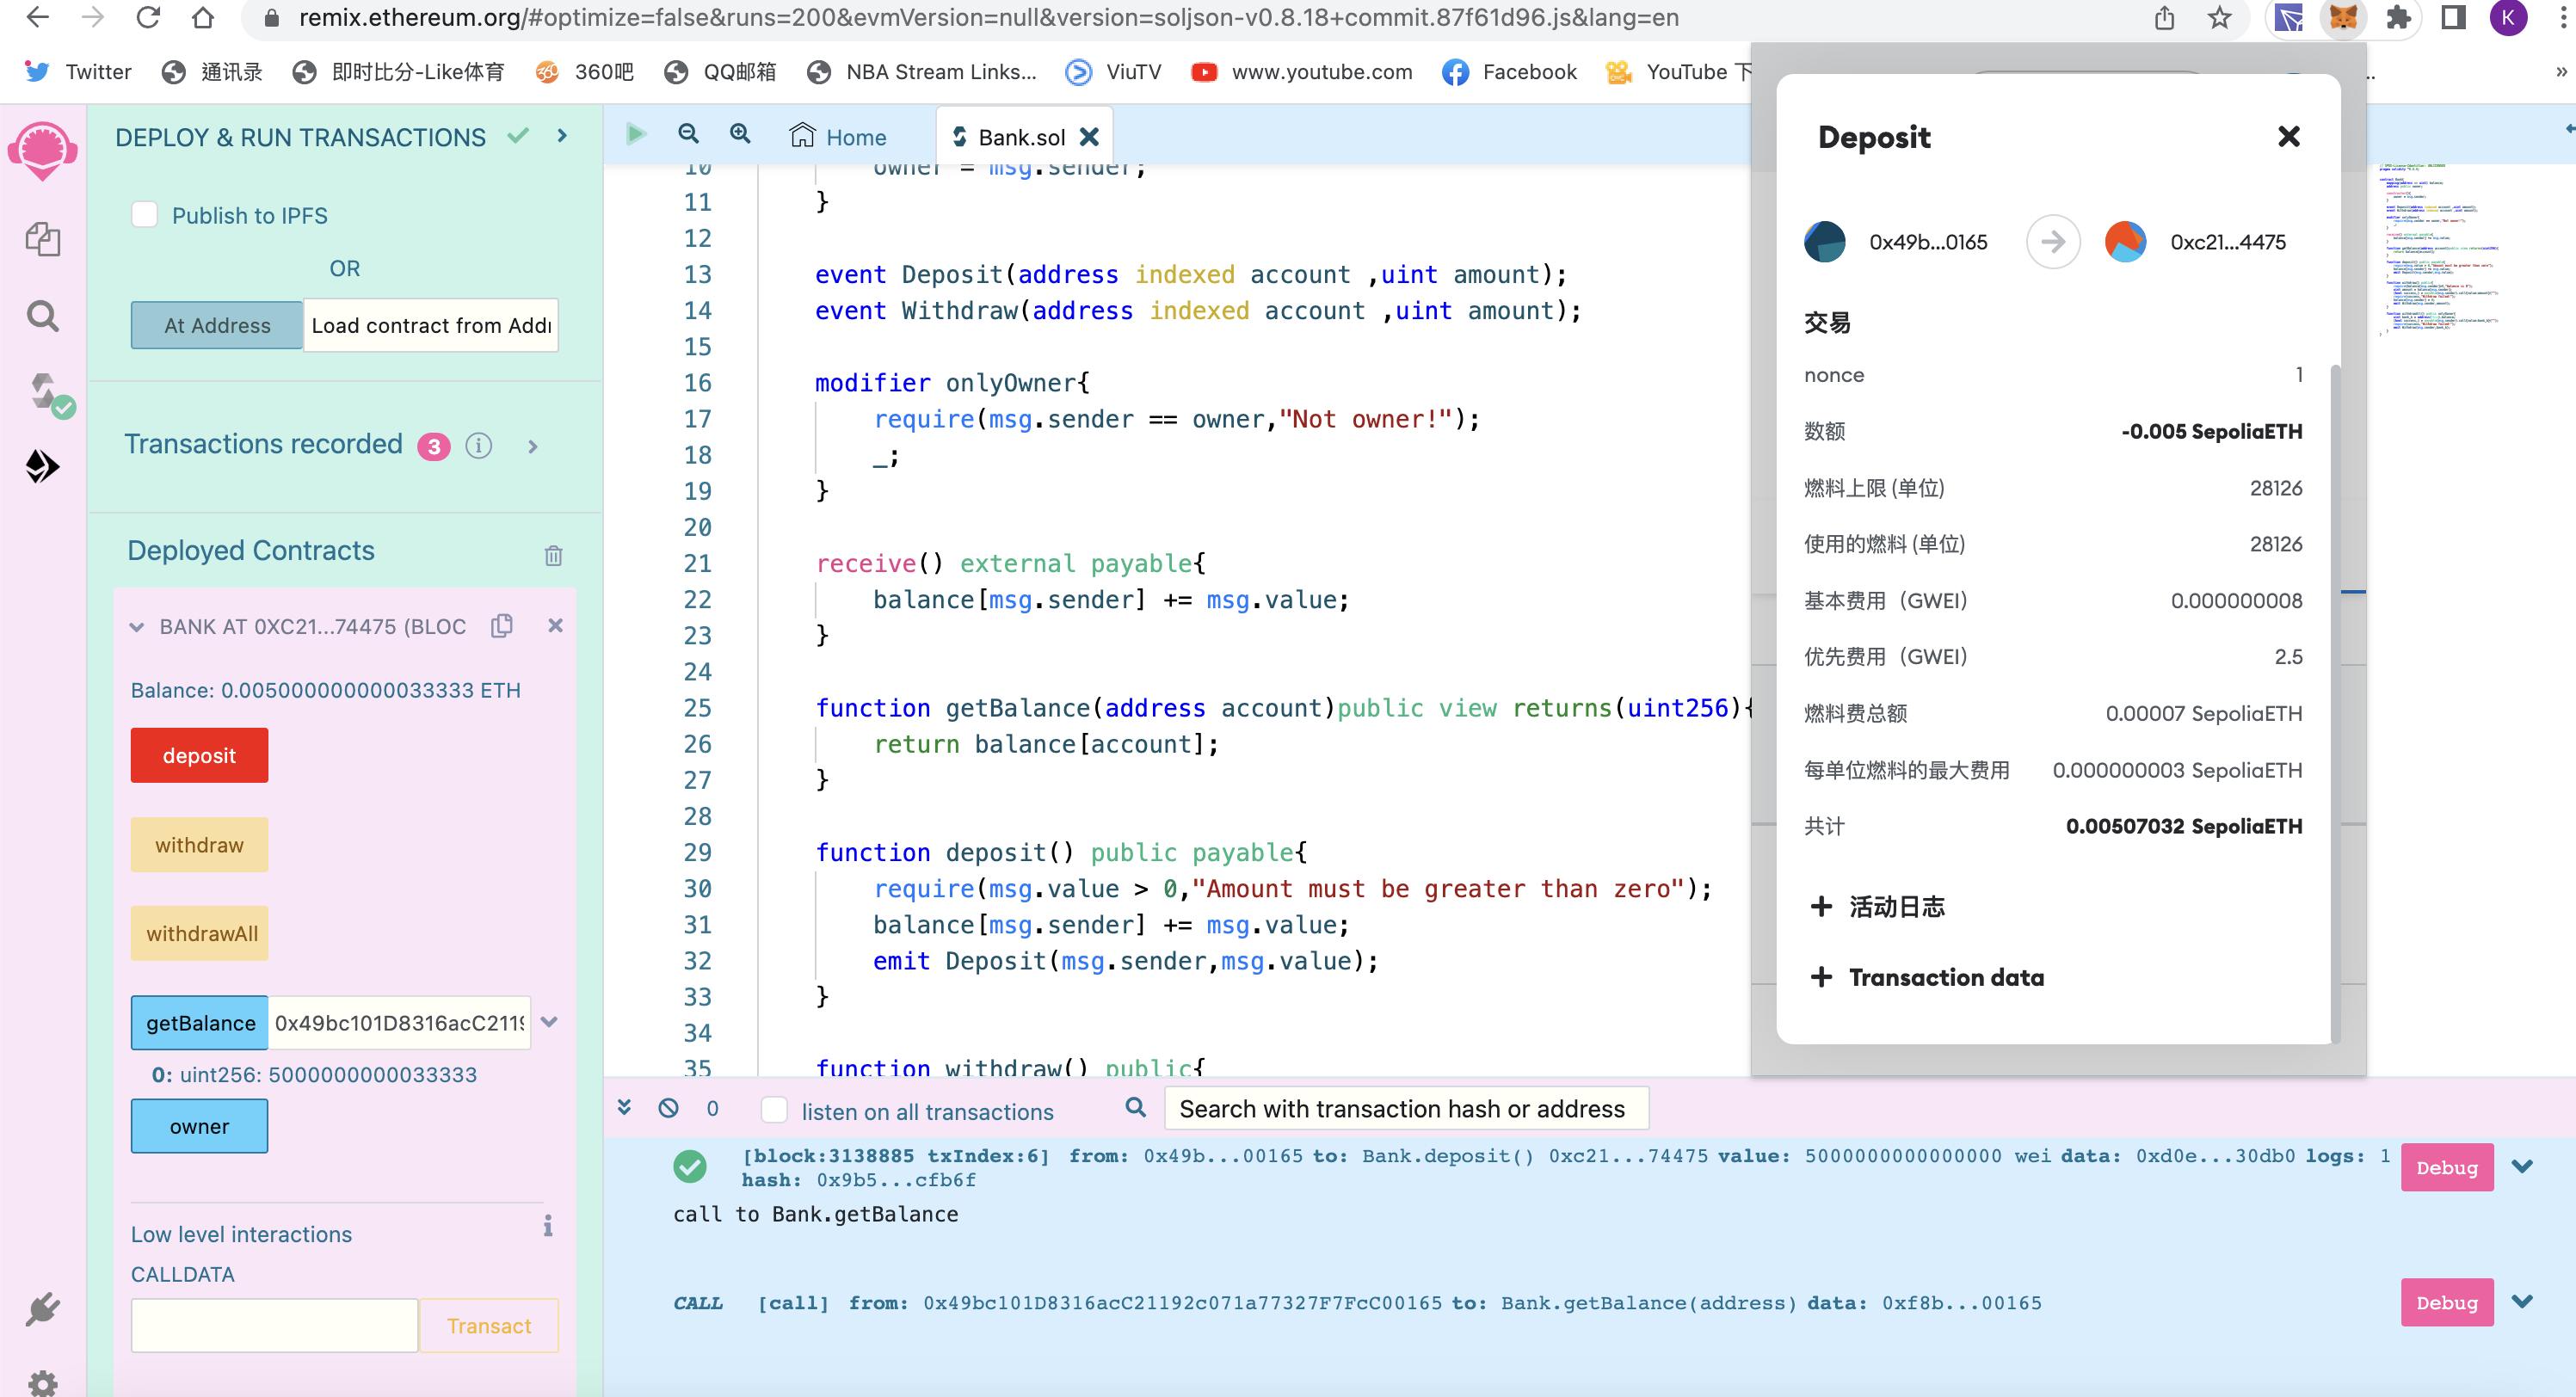 remix.ethereum.org/#optimize=false&runs=200&evmVersion=null&version=soljson-v0.8.18+commit.87f61d96.js&lang=en
K
Twitter 通讯录 即时比分-Like体育 360吧 QQ邮箱 NBA Stream Links... ViuTV www.youtube.com Facebook YouTube 下
DEPLOY & RUN TRANSACTIONS
Publish to IPFS
OR
At Address
Load contract from Addr
Transactions recorded 3
Deployed Contracts
BANK AT 0XC21...74475 (BLOC
Balance: 0.005000000000033333 ETH
deposit
withdraw
withdrawAll
getBalance 0x49bc101D8316acC2119
0: uint256: 5000000000033333
owner
Low level interactions
CALLDATA
Transact
Home
Bank.sol
10 owner = msg.sender;
11 }
12
13 event Deposit(address indexed account ,uint amount);
14 event Withdraw(address indexed account ,uint amount);
15
16 modifier onlyOwner{
17 require(msg.sender == owner,"Not owner!");
18 _;
19 }
20
21 receive() external payable{
22 balance[msg.sender] += msg.value;
23 }
24
25 function getBalance(address account)public view returns(uint256){
26 return balance[account];
27 }
28
29 function deposit() public payable{
30 require(msg.value > 0,"Amount must be greater than zero");
31 balance[msg.sender] += msg.value;
32 emit Deposit(msg.sender,msg.value);
33 }
34
35 function withdraw() public{
Deposit
0x49b...0165
0xc21...4475
交易
nonce 1
数额 -0.005 SepoliaETH
燃料上限 (单位) 28126
使用的燃料 (单位) 28126
基本费用（GWEI） 0.000000008
优先费用（GWEI） 2.5
燃料费总额 0.00007 SepoliaETH
每单位燃料的最大费用 0.000000003 SepoliaETH
共计 0.00507032 SepoliaETH
活动日志
Transaction data
0
listen on all transactions
Search with transaction hash or address
[block:3138885 txIndex:6] from: 0x49b...00165 to: Bank.deposit() 0xc21...74475 value: 5000000000000000 wei data: 0xd0e...30db0 logs: 1
hash: 0x9b5...cfb6f
Debug
call to Bank.getBalance
CALL [call] from: 0x49bc101D8316acC21192c071a77327F7FcC00165 to: Bank.getBalance(address) data: 0xf8b...00165
Debug